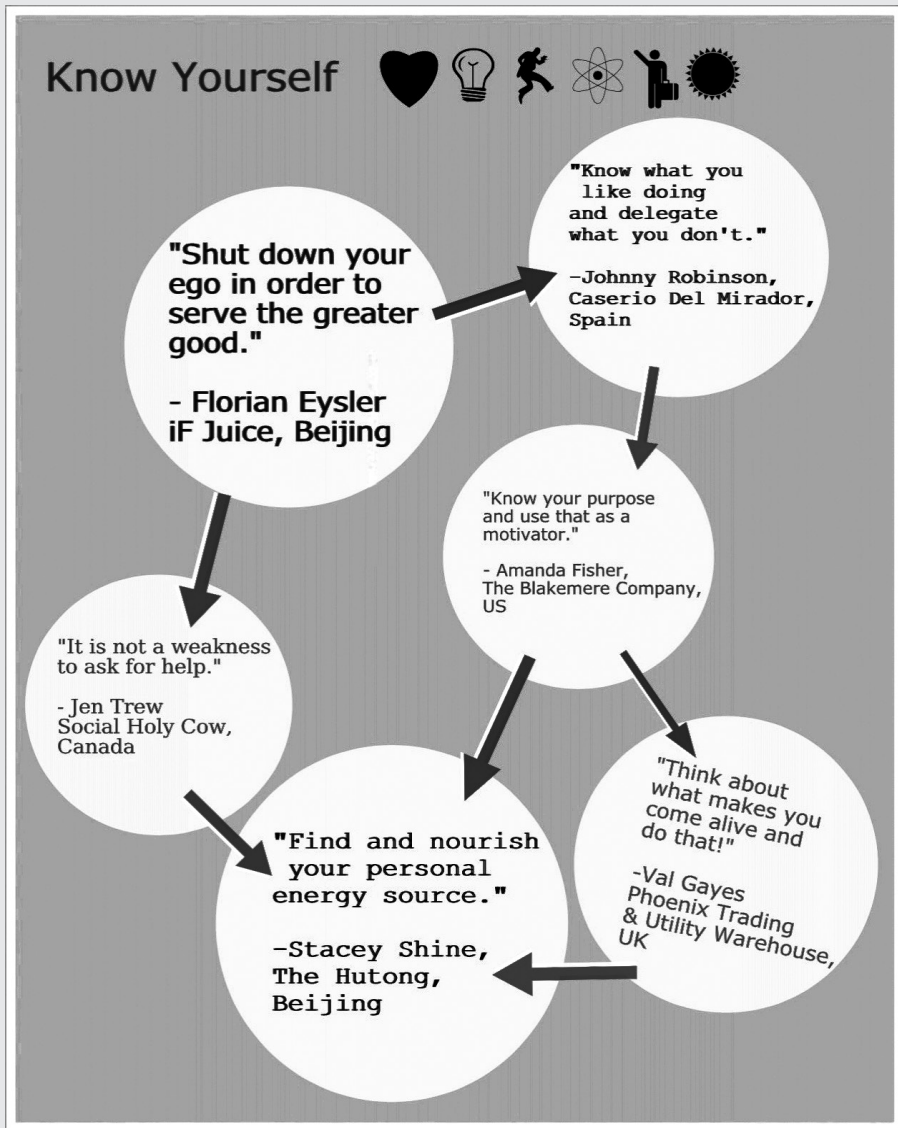 Know Yourself
"Shut down your
ego in order to
serve the greater
good."
- Florian Eysler
iF Juice, Beijing
"Know what you
like doing
and delegate
what you don't."
-Johnny Robinson,
Caserio Del Mirador,
Spain
"Know your purpose
and use that as a
motivator."
- Amanda Fisher,
The Blakemere Company,
US
"It is not a weakness
to ask for help."
- Jen Trew
Social Holy Cow,
Canada
"Find and nourish
your personal
energy source."
-Stacey Shine,
The Hutong,
Beijing
"Think about
what makes you
come alive and
do that!"
-Val Gayes
Phoenix Trading
& Utility Warehouse,
UK